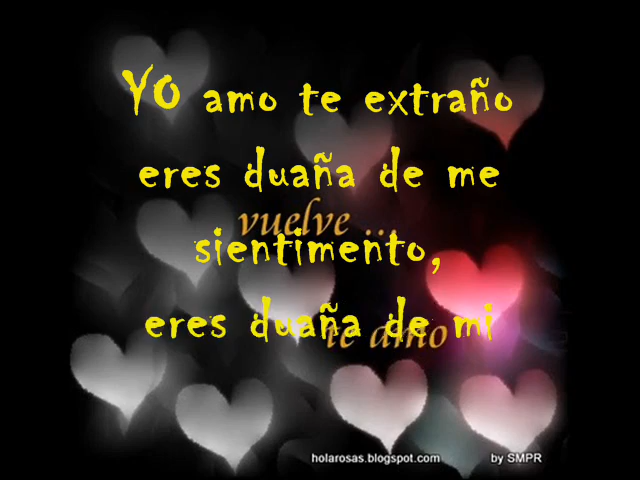 YO amo te extraño
eres duaña de me
vuelve ...
sientimento,
eres duaña de mi
te amo
holarosas.blogspot.com by SMPR